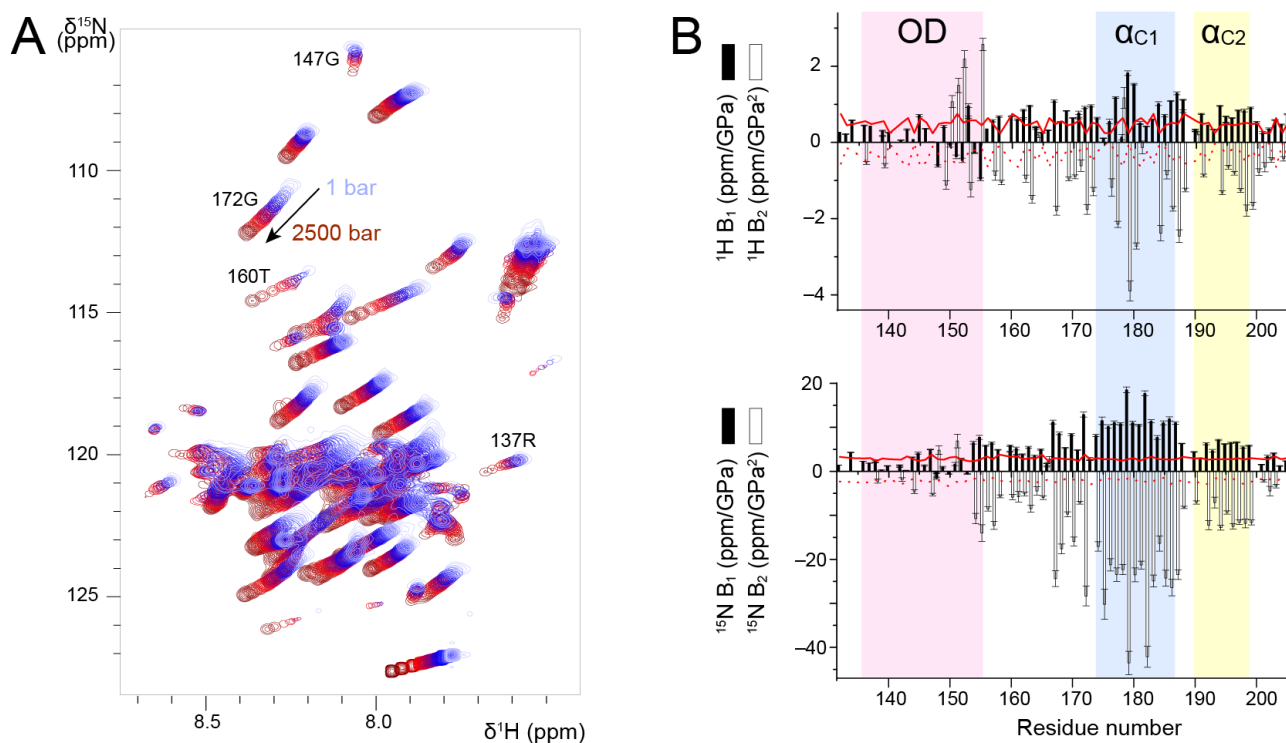 A
δ¹⁵N
(ppm)
147G
110
172G
1 bar
2500 bar
160T
115
137R
120
125
8.5
8.0
δ¹H (ppm)
B
OD
αC1
αC2
¹H B₁ (ppm/GPa)
¹H B₂ (ppm/GPa²)
2
0
−2
−4
140
150
160
170
180
190
200
¹⁵N B₁ (ppm/GPa)
¹⁵N B₂ (ppm/GPa²)
20
0
−20
−40
140
150
160
170
180
190
200
Residue number